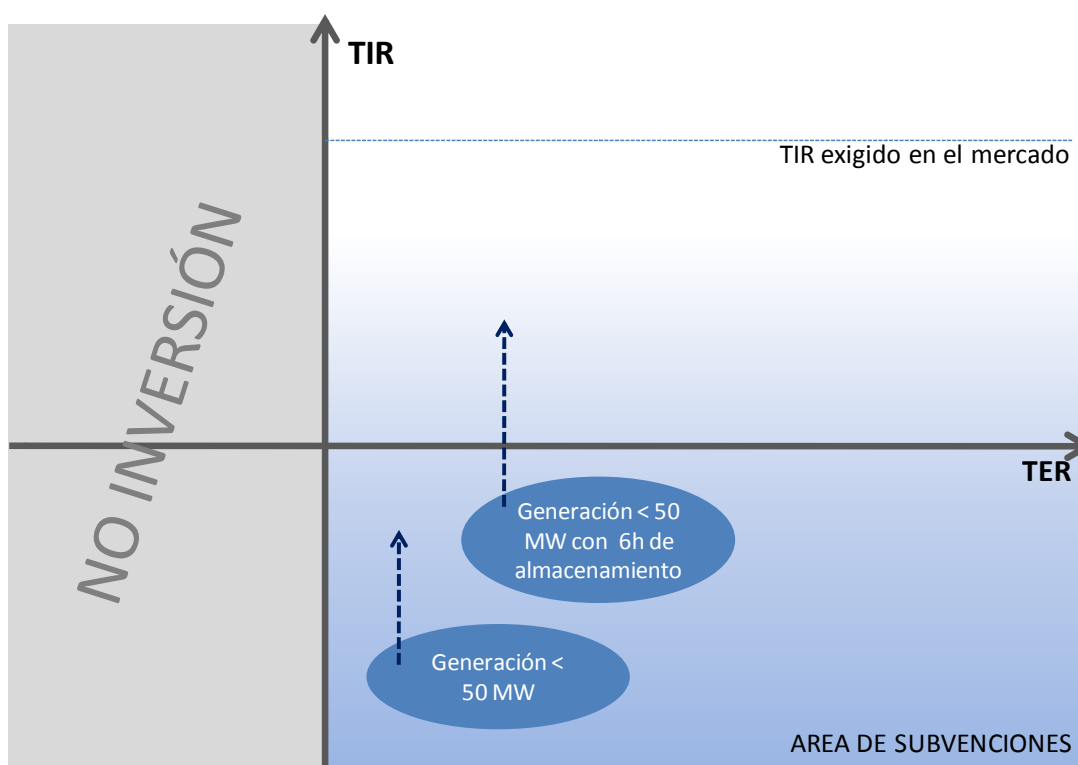 TIR
TIR exigido en el mercado
NO INVERSIÓN
TER
Generación < 50
MW con 6h de
almacenamiento
Generación <
50 MW
AREA DE SUBVENCIONES